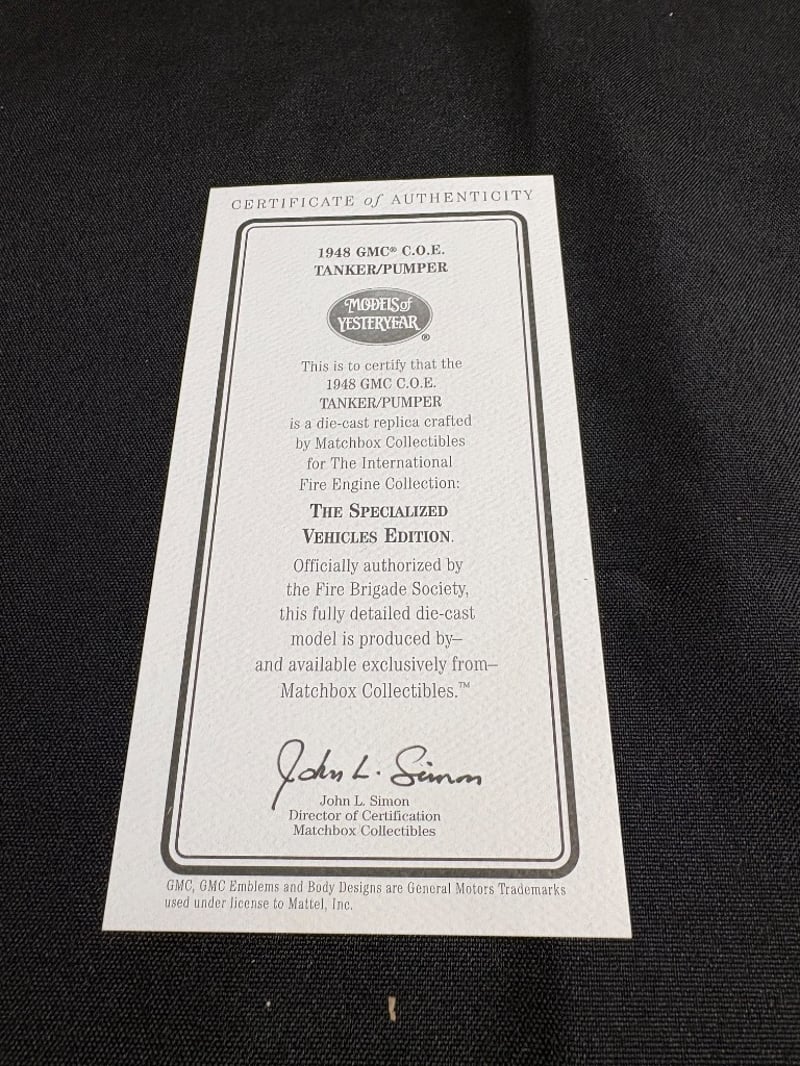 CERTIFICATE of AUTHENTICITY
1948 GMC® C.O.E.
TANKER/PUMPER
MODELS of
YESTERYEAR
®
This is to certify that the
1948 GMC C.O.E.
TANKER/PUMPER
is a die-cast replica crafted
by Matchbox Collectibles
for The International
Fire Engine Collection:
THE SPECIALIZED
VEHICLES EDITION.
Officially authorized by
the Fire Brigade Society,
this fully detailed die-cast
model is produced by–
and available exclusively from–
Matchbox Collectibles.™
John L. Simon
John L. Simon
Director of Certification
Matchbox Collectibles
GMC, GMC Emblems and Body Designs are General Motors Trademarks
used under license to Mattel, Inc.